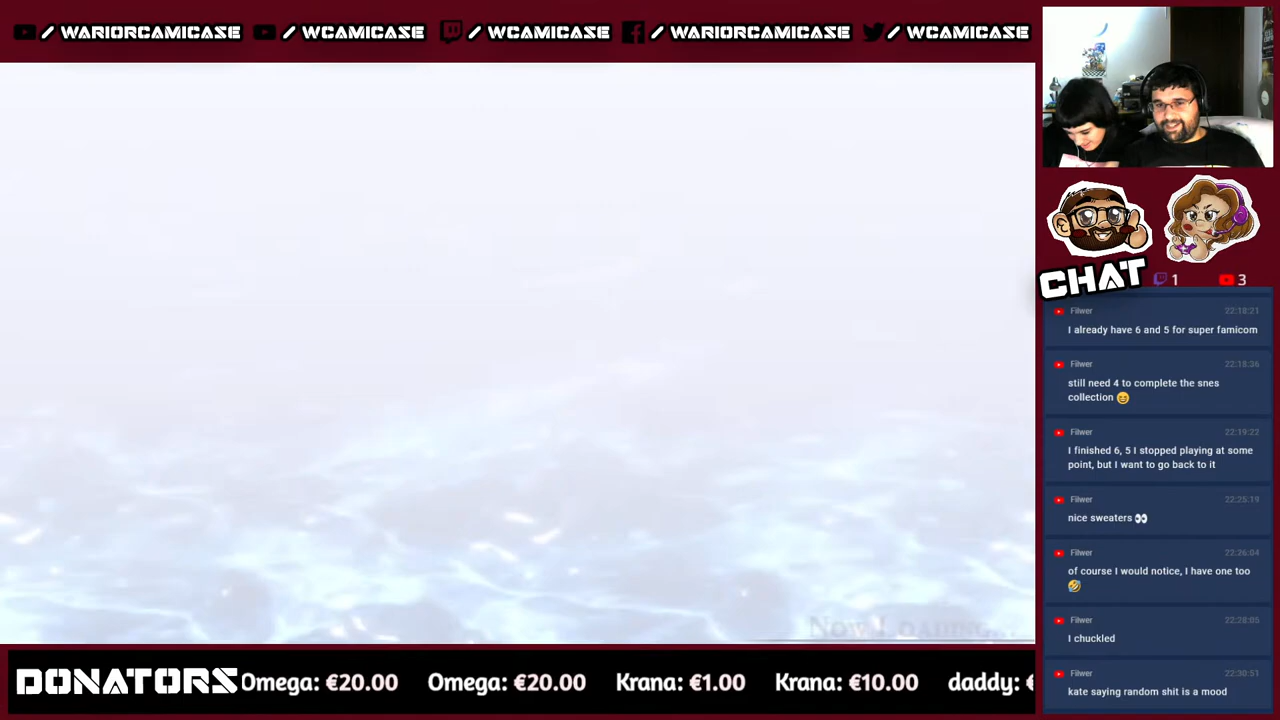 / WARIORCAMICASE / WCAMICASE / WCAMICASE / WARIORCAMICASE / WCAMICASE
CHAT 1 3
Filwer 22:18:21
I already have 6 and 5 for super famicom
Filwer 22:18:36
still need 4 to complete the snes
collection 😄
Filwer 22:19:22
I finished 6, 5 I stopped playing at some
point, but I want to go back to it
Filwer 22:25:19
nice sweaters 👀
Filwer 22:26:04
of course I would notice, I have one too
🤣
Filwer 22:28:05
I chuckled
Filwer 22:30:51
kate saying random shit is a mood
Now Loading...
DONATORS Omega: €20.00 Omega: €20.00 Krana: €1.00 Krana: €10.00 daddy: €